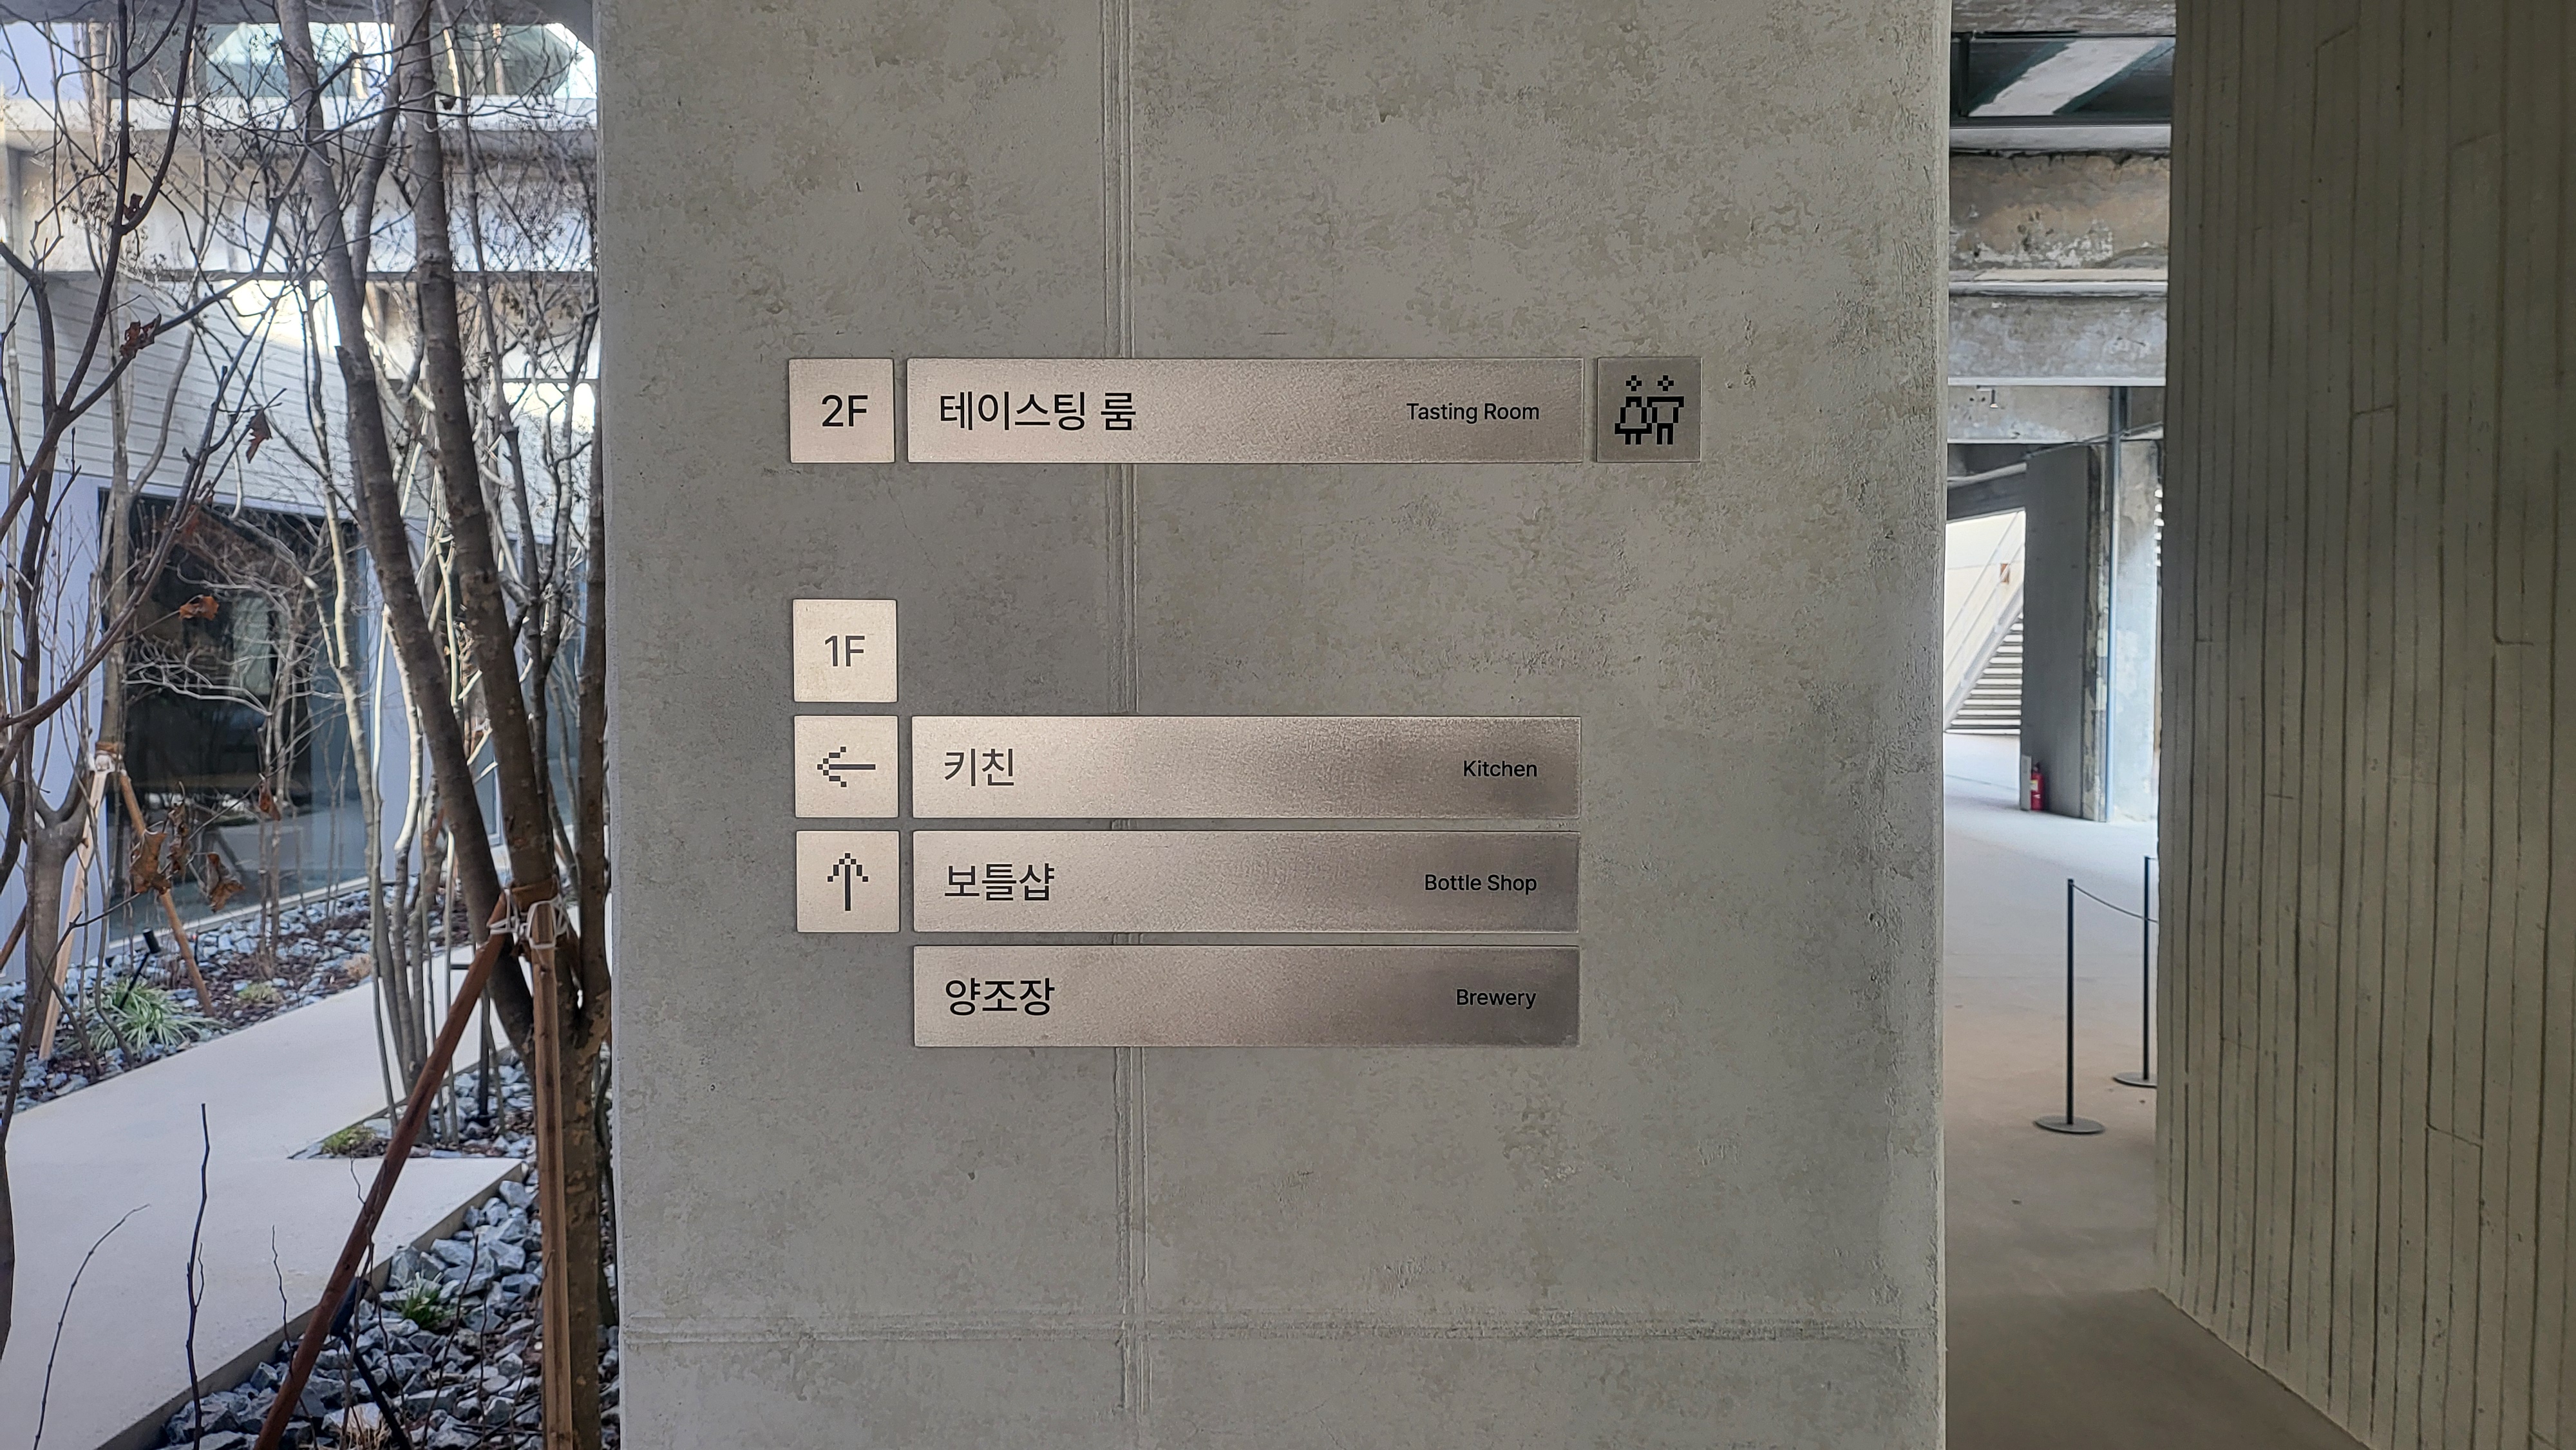 2F 테이스팅 룸 Tasting Room
1F
키친 Kitchen
보틀샵 Bottle Shop
양조장 Brewery